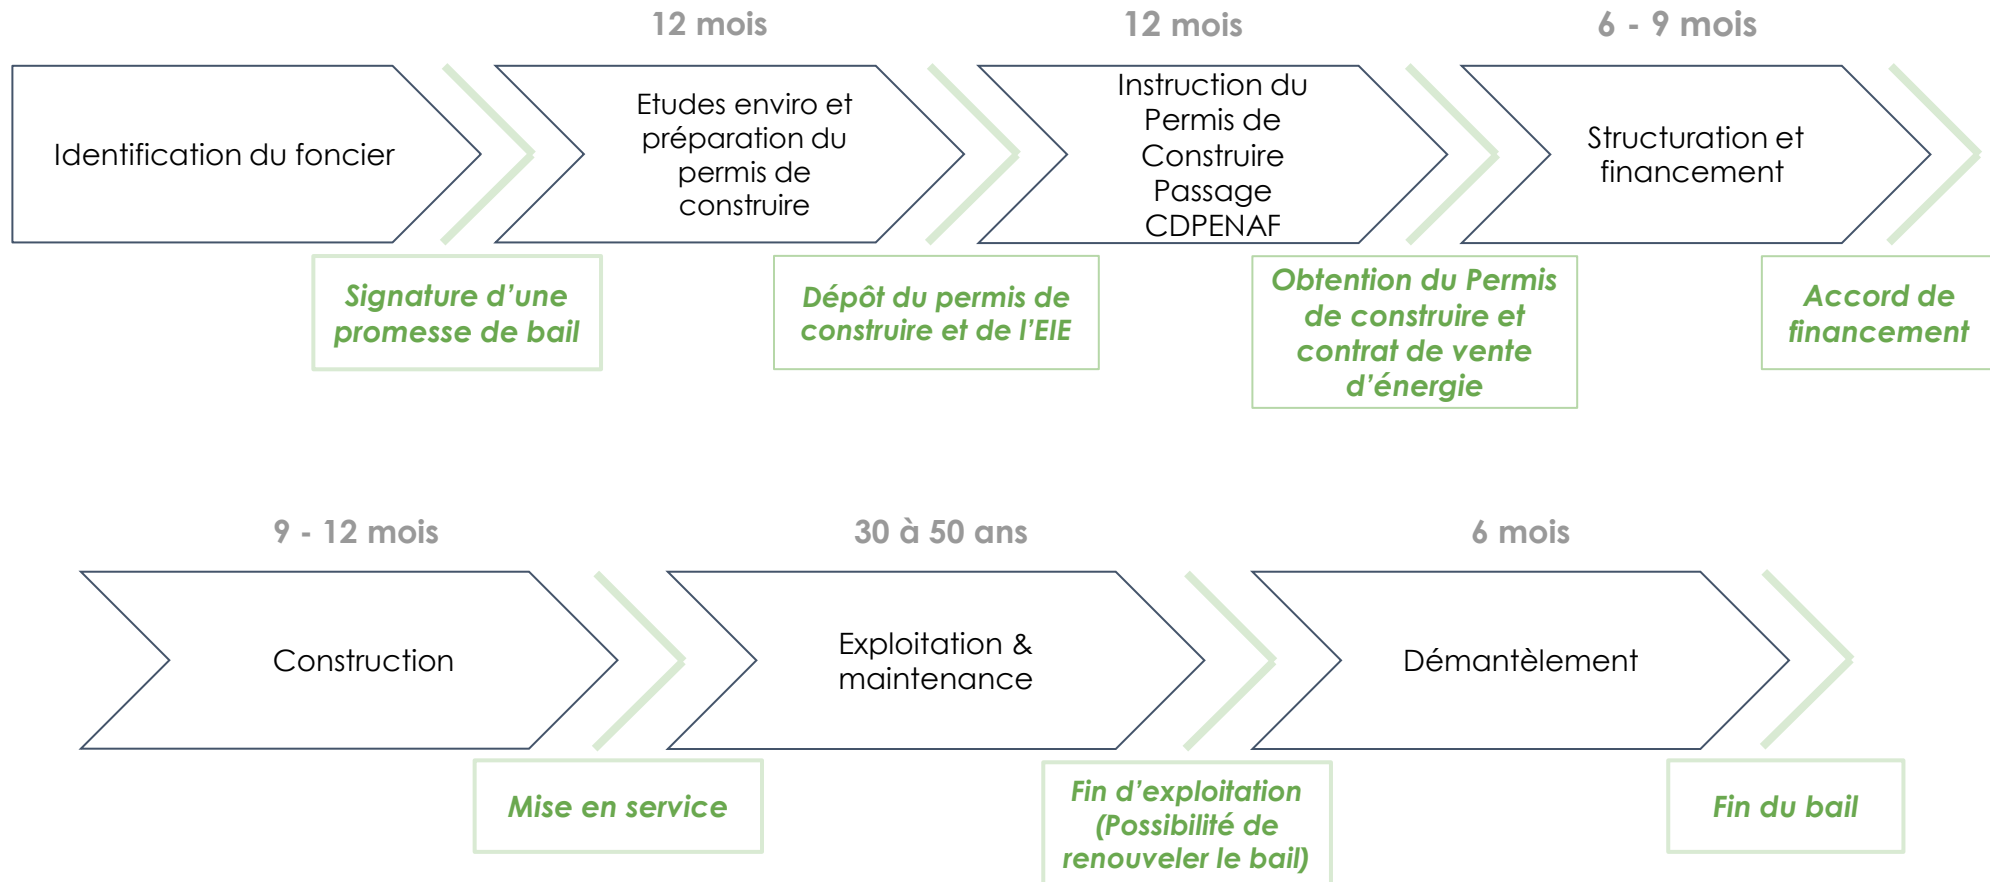 12 mois
12 mois
6 - 9 mois
Identification du foncier
Etudes enviro et
préparation du
permis de
construire
Instruction du
Permis de
Construire
Passage
CDPENAF
Structuration et
financement
Signature d’une
promesse de bail
Dépôt du permis de
construire et de l’EIE
Obtention du Permis
de construire et
contrat de vente
d’énergie
Accord de
financement
9 - 12 mois
30 à 50 ans
6 mois
Construction
Exploitation &
maintenance
Démantèlement
Mise en service
Fin d’exploitation
(Possibilité de
renouveler le bail)
Fin du bail